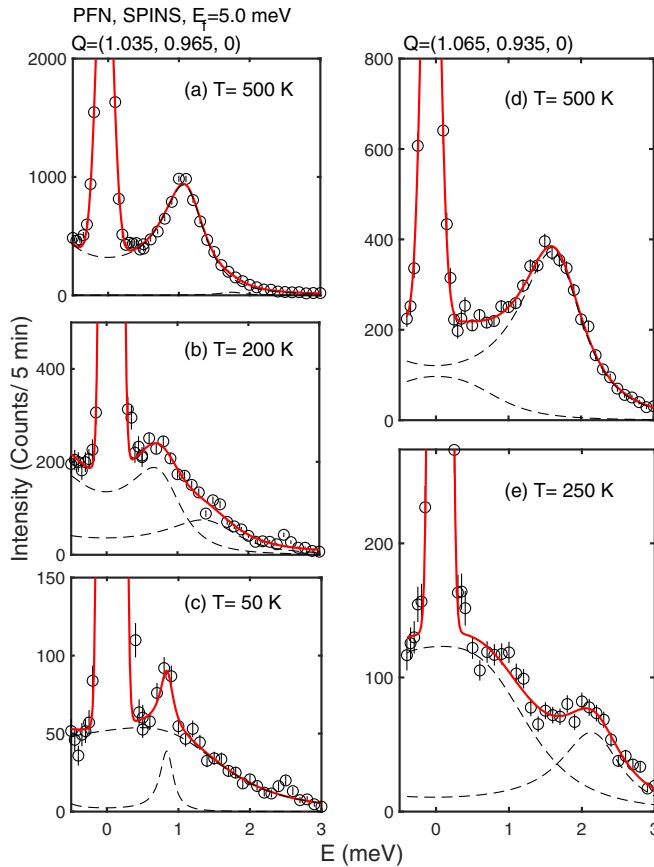 PFN, SPINS, E_f=5.0 meV
Q=(1.035, 0.965, 0)
Q=(1.065, 0.935, 0)
2000
1000
0
(a) T= 500 K
400
200
0
(b) T= 200 K
150
100
50
0
(c) T= 50 K
0 1 2 3
800
600
400
200
0
(d) T= 500 K
200
100
0
(e) T= 250 K
0 1 2 3
Intensity (Counts/ 5 min)
E (meV)